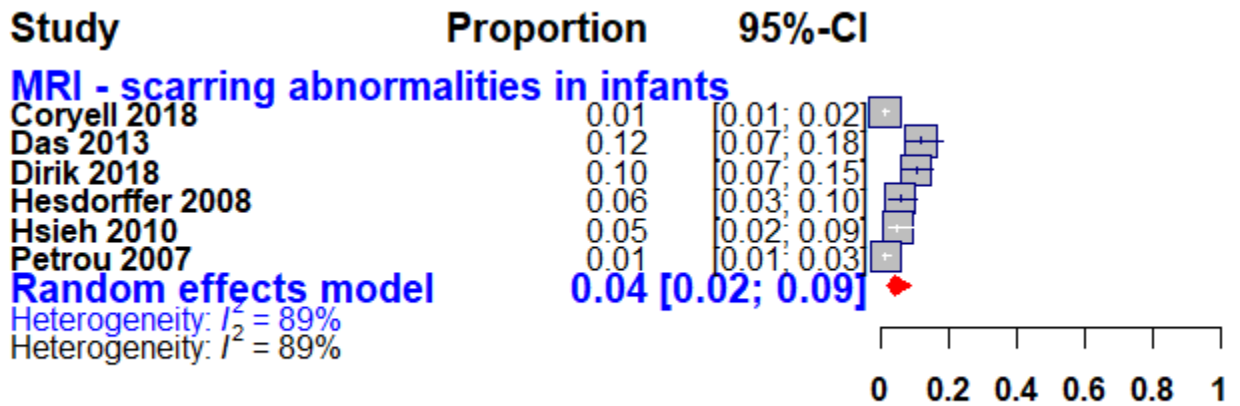 Study Proportion 95%-CI
MRI - scarring abnormalities in infants
Coryell 2018 0.01 [0.01; 0.02]
Das 2013 0.12 [0.07; 0.18]
Dirik 2018 0.10 [0.07; 0.15]
Hesdorffer 2008 0.06 [0.03; 0.10]
Hsieh 2010 0.05 [0.02; 0.09]
Petrou 2007 0.01 [0.01; 0.03]
Random effects model 0.04 [0.02; 0.09]
Heterogeneity: I² = 89%
Heterogeneity: I² = 89%
0 0.2 0.4 0.6 0.8 1